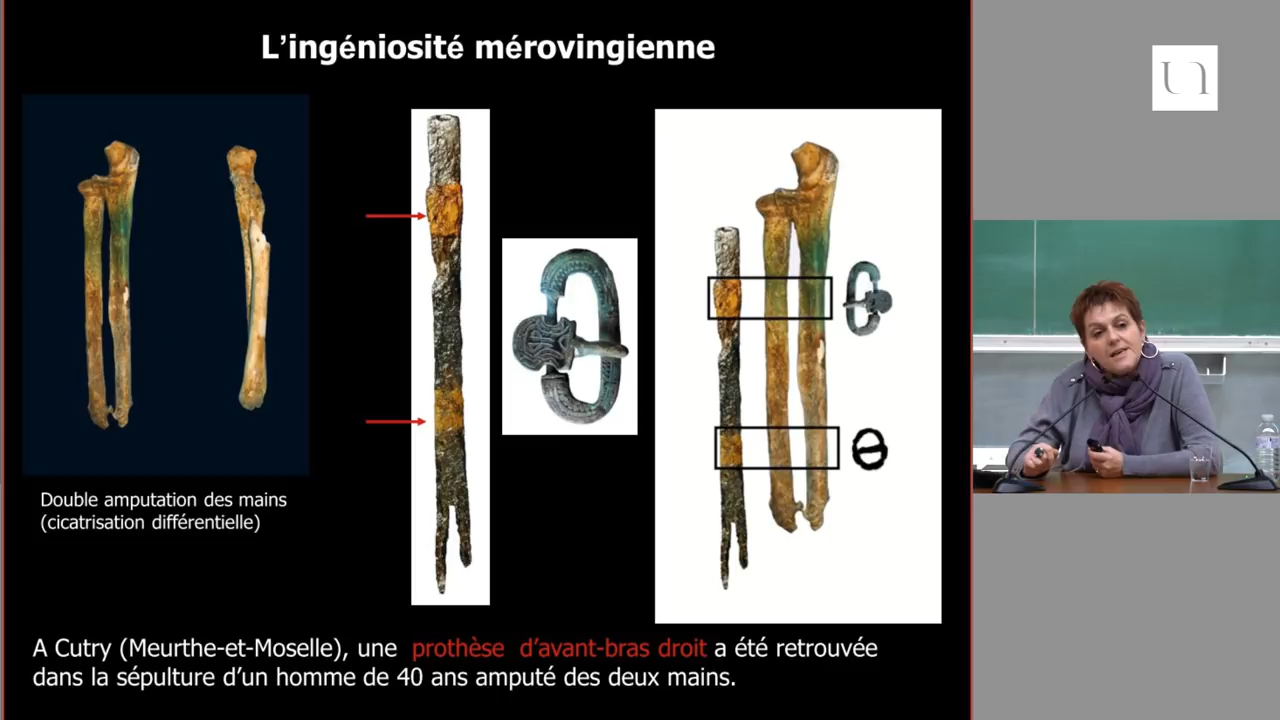 L’ingéniosité mérovingienne
Double amputation des mains
(cicatrisation différentielle)
A Cutry (Meurthe-et-Moselle), une prothèse d’avant-bras droit a été retrouvée
dans la sépulture d’un homme de 40 ans amputé des deux mains.